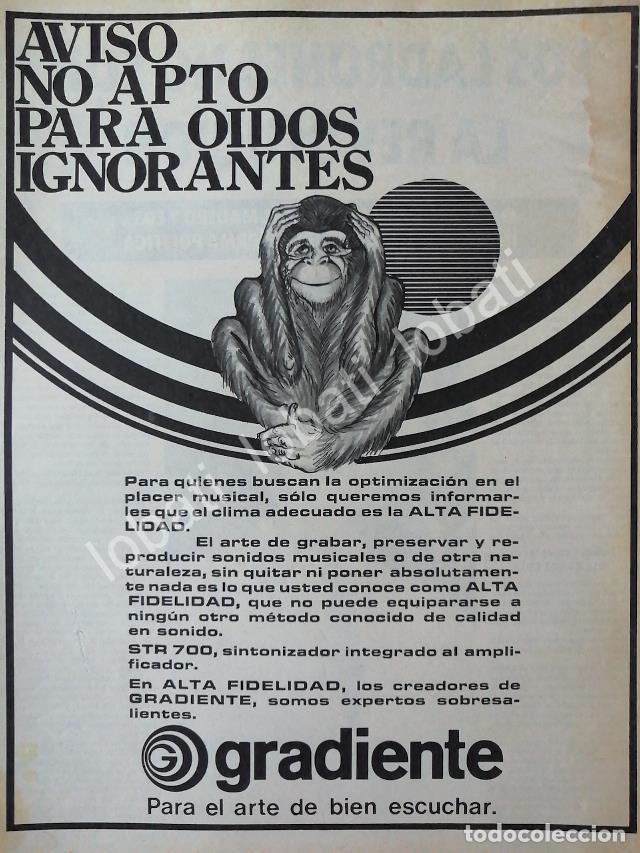 AVISO
NO APTO
PARA OIDOS
IGNORANTES
Para quienes buscan la optimización en el
placer musical, sólo queremos informar-
les que el clima adecuado es la ALTA FIDE-
LIDAD.
El arte de grabar, preservar y re-
producir sonidos musicales o de otra na-
turaleza, sin quitar ni poner absolutamen-
te nada es lo que usted conoce como ALTA
FIDELIDAD, que no puede equipararse a
ningún otro método conocido de calidad
en sonido.
STR 700, sintonizador integrado al ampli-
ficador.
En ALTA FIDELIDAD, los creadores de
GRADIENTE, somos expertos sobresa-
lientes.
G gradiente
Para el arte de bien escuchar.
lobati lobati lobati lobati
todocoleccion